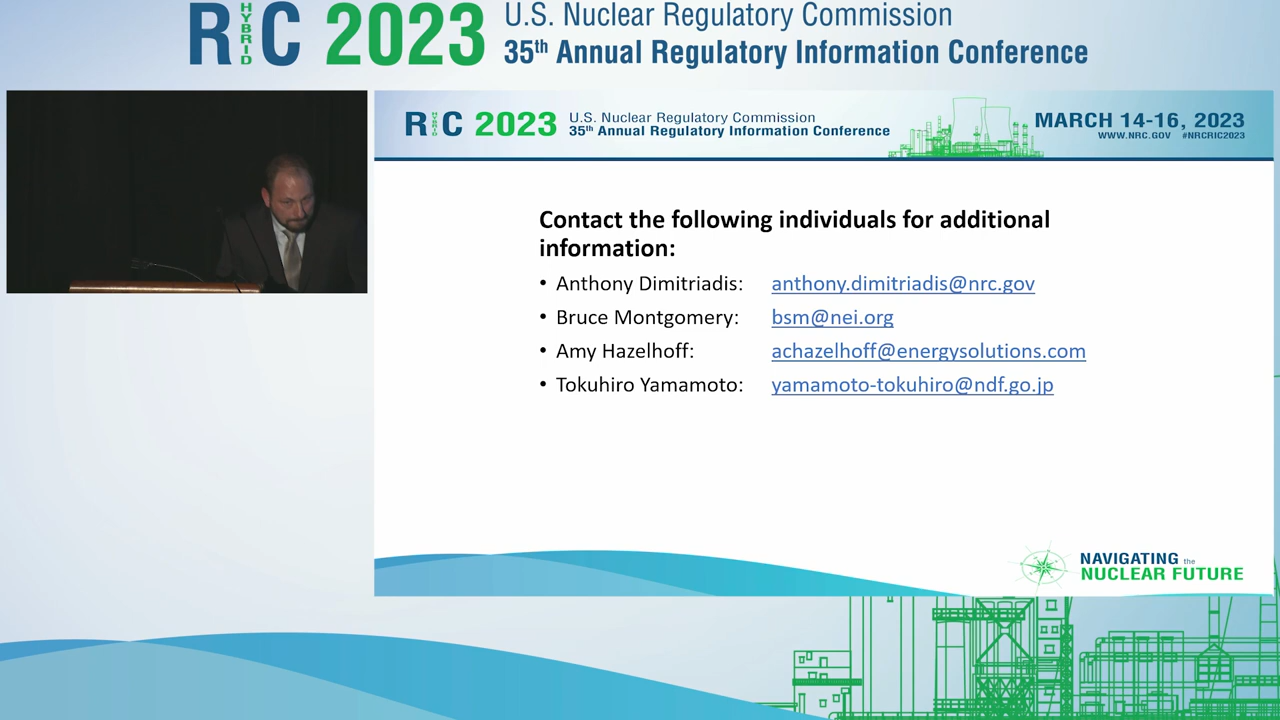 RHYBRIDC 2023
U.S. Nuclear Regulatory Commission
35th Annual Regulatory Information Conference
RHYBRIDC 2023
U.S. Nuclear Regulatory Commission
35th Annual Regulatory Information Conference
MARCH 14-16, 2023
WWW.NRC.GOV #NRCRIC2023
Contact the following individuals for additional
information:
• Anthony Dimitriadis: anthony.dimitriadis@nrc.gov
• Bruce Montgomery: bsm@nei.org
• Amy Hazelhoff: achazelhoff@energysolutions.com
• Tokuhiro Yamamoto: yamamoto-tokuhiro@ndf.go.jp
NAVIGATING the
NUCLEAR FUTURE